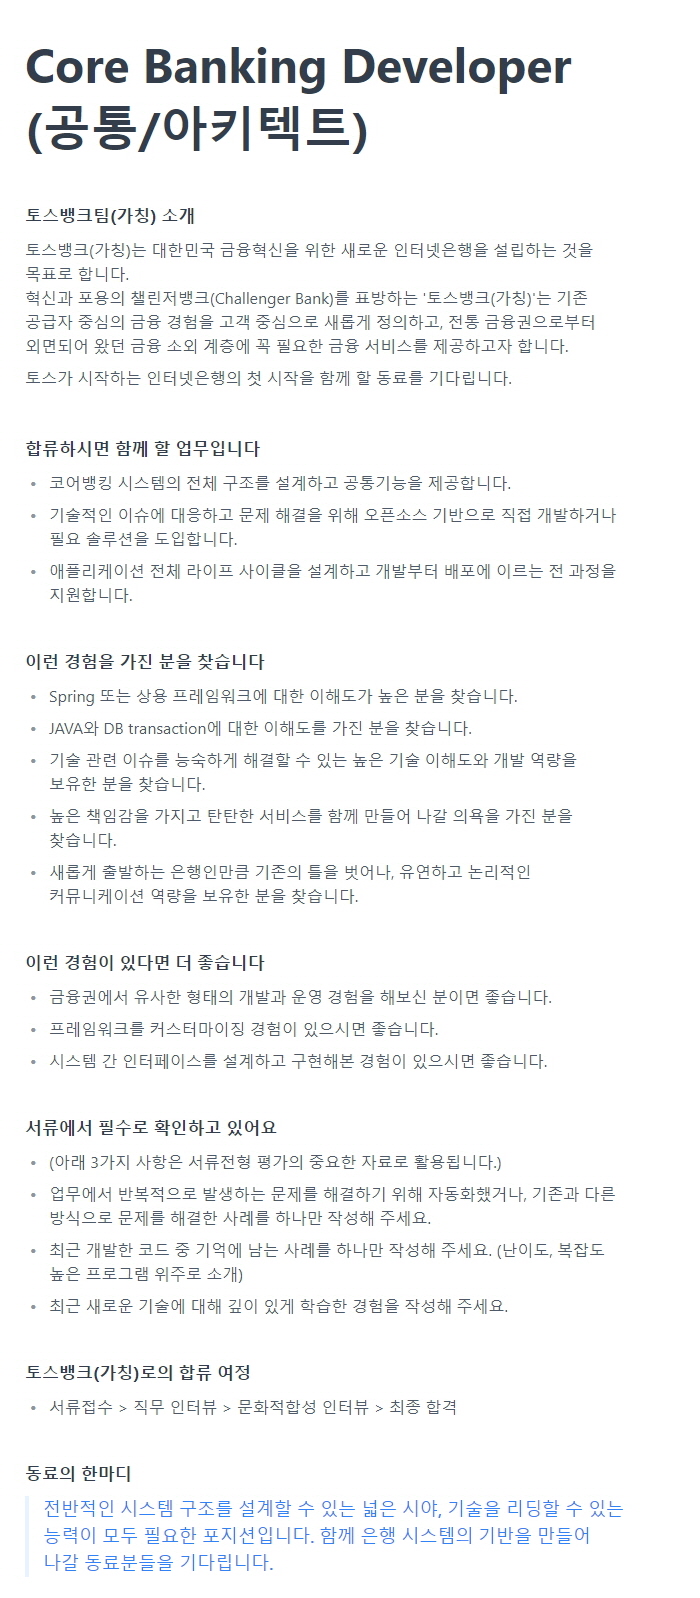 Core Banking Developer
(공통/아키텍트)
토스뱅크팀(가칭) 소개
토스뱅크(가칭)는 대한민국 금융혁신을 위한 새로운 인터넷은행을 설립하는 것을
목표로 합니다.
혁신과 포용의 챌린저뱅크(Challenger Bank)를 표방하는 '토스뱅크(가칭)'는 기존
공급자 중심의 금융 경험을 고객 중심으로 새롭게 정의하고, 전통 금융권으로부터
외면되어 왔던 금융 소외 계층에 꼭 필요한 금융 서비스를 제공하고자 합니다.
토스가 시작하는 인터넷은행의 첫 시작을 함께 할 동료를 기다립니다.
합류하시면 함께 할 업무입니다
• 코어뱅킹 시스템의 전체 구조를 설계하고 공통기능을 제공합니다.
• 기술적인 이슈에 대응하고 문제 해결을 위해 오픈소스 기반으로 직접 개발하거나
필요 솔루션을 도입합니다.
• 애플리케이션 전체 라이프 사이클을 설계하고 개발부터 배포에 이르는 전 과정을
지원합니다.
이런 경험을 가진 분을 찾습니다
• Spring 또는 상용 프레임워크에 대한 이해도가 높은 분을 찾습니다.
• JAVA와 DB transaction에 대한 이해도를 가진 분을 찾습니다.
• 기술 관련 이슈를 능숙하게 해결할 수 있는 높은 기술 이해도와 개발 역량을
보유한 분을 찾습니다.
• 높은 책임감을 가지고 탄탄한 서비스를 함께 만들어 나갈 의욕을 가진 분을
찾습니다.
• 새롭게 출발하는 은행인만큼 기존의 틀을 벗어나, 유연하고 논리적인
커뮤니케이션 역량을 보유한 분을 찾습니다.
이런 경험이 있다면 더 좋습니다
• 금융권에서 유사한 형태의 개발과 운영 경험을 해보신 분이면 좋습니다.
• 프레임워크를 커스터마이징 경험이 있으시면 좋습니다.
• 시스템 간 인터페이스를 설계하고 구현해본 경험이 있으시면 좋습니다.
서류에서 필수로 확인하고 있어요
• (아래 3가지 사항은 서류전형 평가의 중요한 자료로 활용됩니다.)
• 업무에서 반복적으로 발생하는 문제를 해결하기 위해 자동화했거나, 기존과 다른
방식으로 문제를 해결한 사례를 하나만 작성해 주세요.
• 최근 개발한 코드 중 기억에 남는 사례를 하나만 작성해 주세요. (난이도, 복잡도
높은 프로그램 위주로 소개)
• 최근 새로운 기술에 대해 깊이 있게 학습한 경험을 작성해 주세요.
토스뱅크(가칭)로의 합류 여정
• 서류접수 > 직무 인터뷰 > 문화적합성 인터뷰 > 최종 합격
동료의 한마디
전반적인 시스템 구조를 설계할 수 있는 넓은 시야, 기술을 리딩할 수 있는
능력이 모두 필요한 포지션입니다. 함께 은행 시스템의 기반을 만들어
나갈 동료분들을 기다립니다.